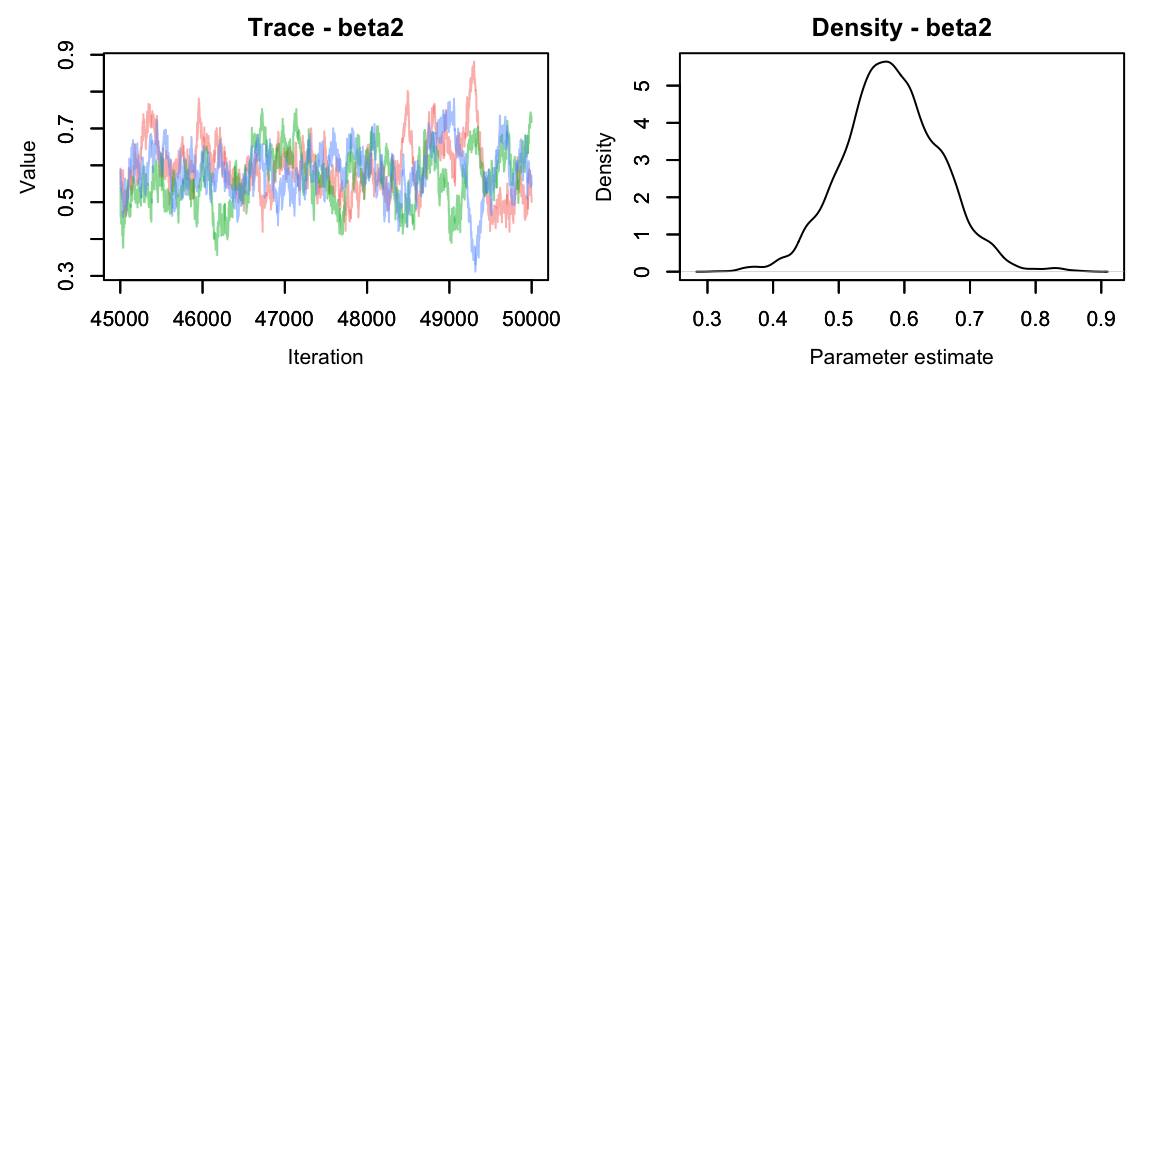 Trace - beta2
Value
0.9
0.7
0.5
0.3
45000 46000 47000 48000 49000 50000
Iteration
Density - beta2
Density
5
4
3
2
1
0
0.3 0.4 0.5 0.6 0.7 0.8 0.9
Parameter estimate